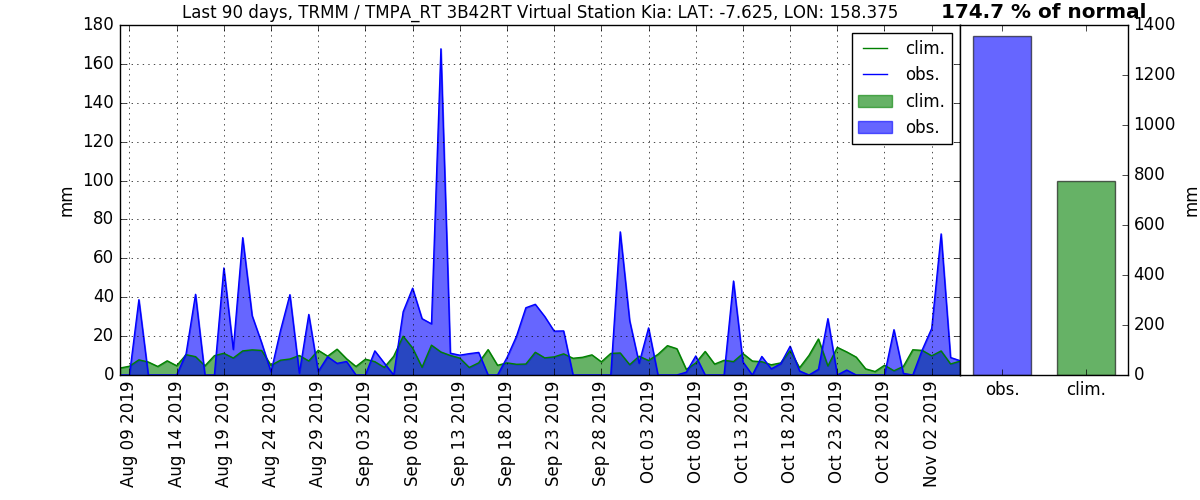 Last 90 days, TRMM / TMPA_RT 3B42RT Virtual Station Kia: LAT: -7.625, LON: 158.375
174.7 % of normal
180
160
140
120
100
80
60
40
20
0
mm
clim.
obs.
clim.
obs.
Aug 09 2019
Aug 14 2019
Aug 19 2019
Aug 24 2019
Aug 29 2019
Sep 03 2019
Sep 08 2019
Sep 13 2019
Sep 18 2019
Sep 23 2019
Sep 28 2019
Oct 03 2019
Oct 08 2019
Oct 13 2019
Oct 18 2019
Oct 23 2019
Oct 28 2019
Nov 02 2019
1400
1200
1000
800
600
400
200
0
mm
obs.
clim.